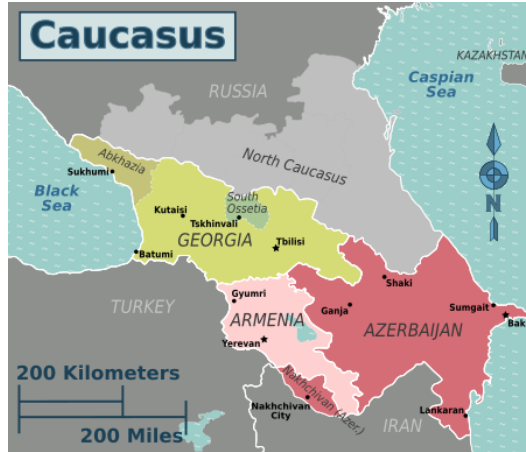 Caucasus
KAZAKHSTAN
Caspian
Sea
RUSSIA
North Caucasus
Abkhazia
Sukhumi
Black
Sea
South
Ossetia
Kutaisi
Tskhinvali
GEORGIA
Tbilisi
Batumi
N
Shaki
TURKEY
Gyumri
Ganja
Sumgait
ARMENIA
AZERBAIJAN
Bak
Yerevan
200 Kilometers
Nakhchivan (Azer.)
Nakhchivan
City
Lankaran
IRAN
200 Miles